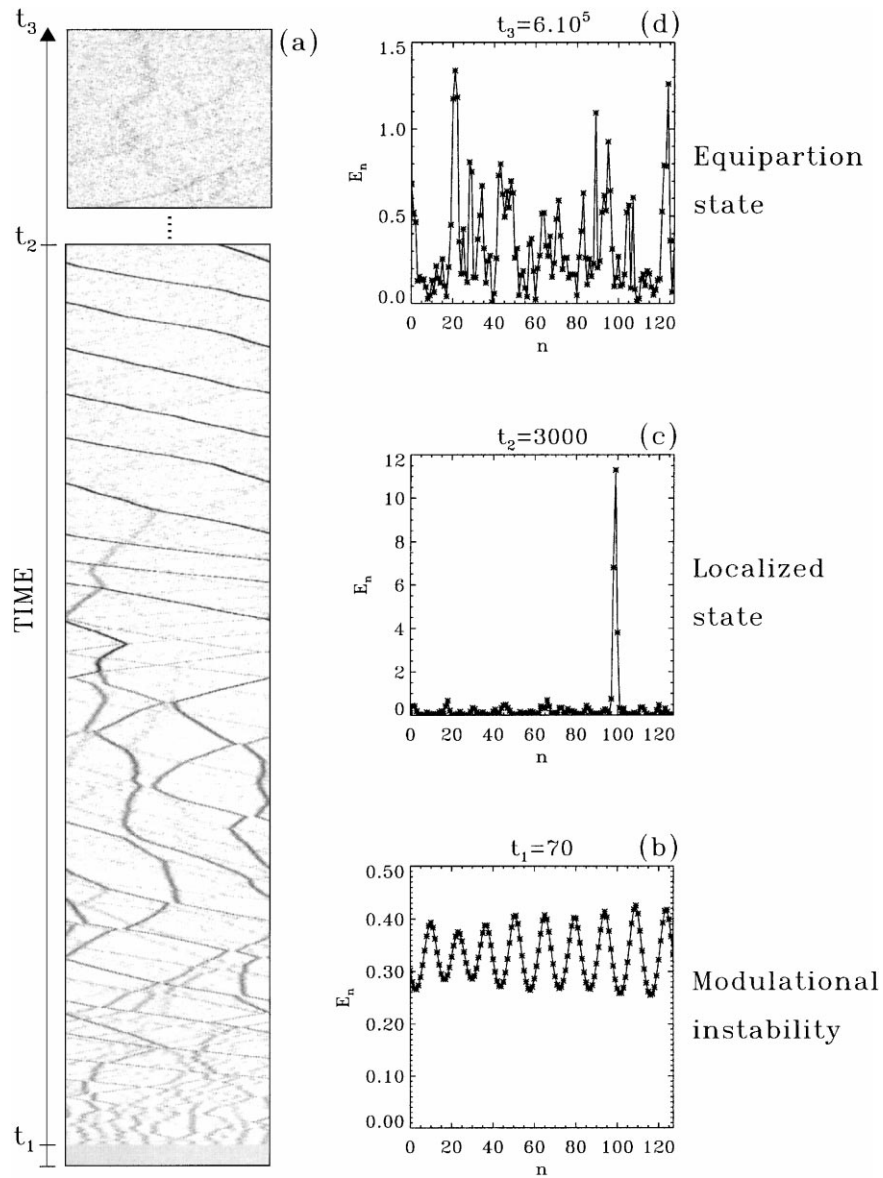 t₃
(a)
t₂
TIME
t₁
t₃=6.10⁵
(d)
1.5
1.0
0.5
0.0
Eₙ
0 20 40 60 80 100 120
n
Equipartion
state
t₂=3000
(c)
12
10
8
6
4
2
0
Eₙ
0 20 40 60 80 100 120
n
Localized
state
t₁=70
(b)
0.50
0.40
0.30
0.20
0.10
0.00
Eₙ
0 20 40 60 80 100 120
n
Modulational
instability